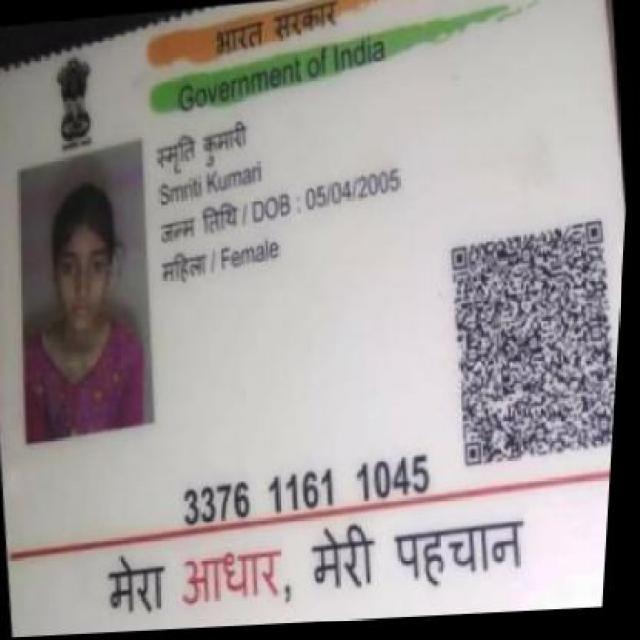 भारत सरकार
Government of India
स्मृति कुमारी
Smriti Kumari
जन्म तिथि / DOB : 05/04/2005
महिला / Female
3376 1161 1045
मेरा आधार, मेरी पहचान